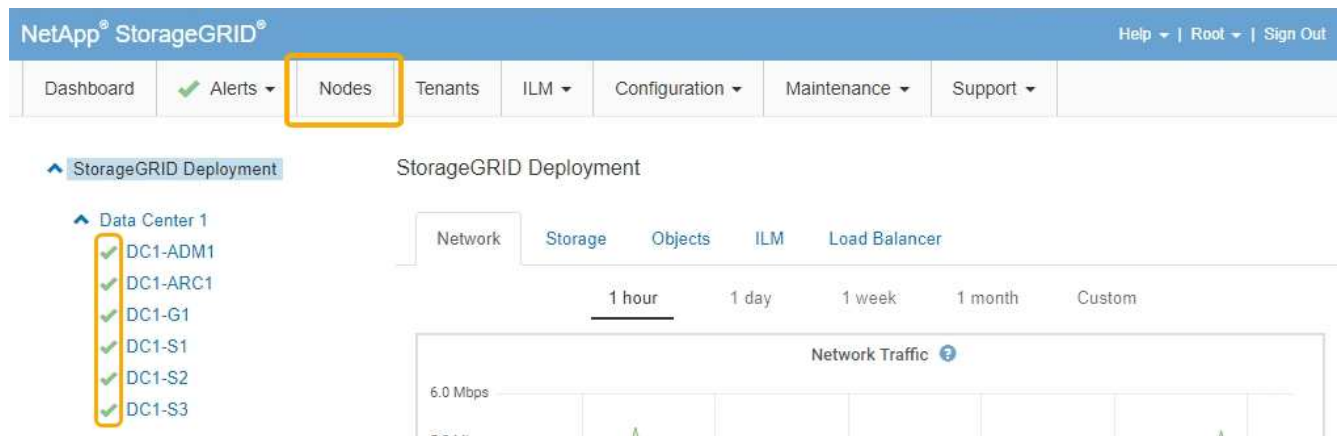 NetApp® StorageGRID®
Help | Root | Sign Out
Dashboard Alerts Nodes Tenants ILM Configuration Maintenance Support
StorageGRID Deployment
StorageGRID Deployment
Data Center 1
Network Storage Objects ILM Load Balancer
DC1-ADM1
DC1-ARC1
DC1-G1
DC1-S1
DC1-S2
DC1-S3
1 hour 1 day 1 week 1 month Custom
Network Traffic
6.0 Mbps